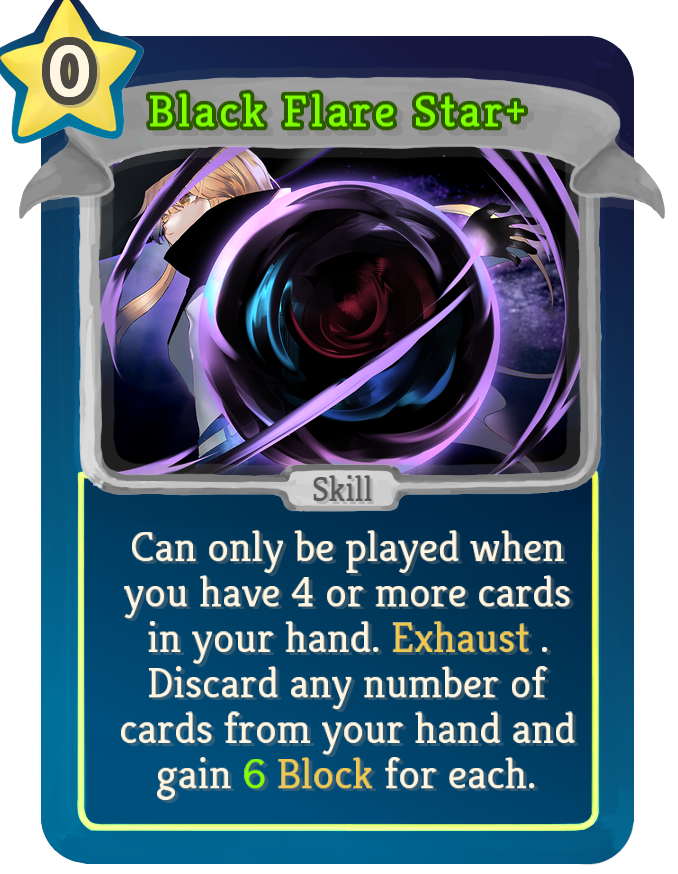 0
Black Flare Star+
Skill
Can only be played when
you have 4 or more cards
in your hand. Exhaust .
Discard any number of
cards from your hand and
gain 6 Block for each.